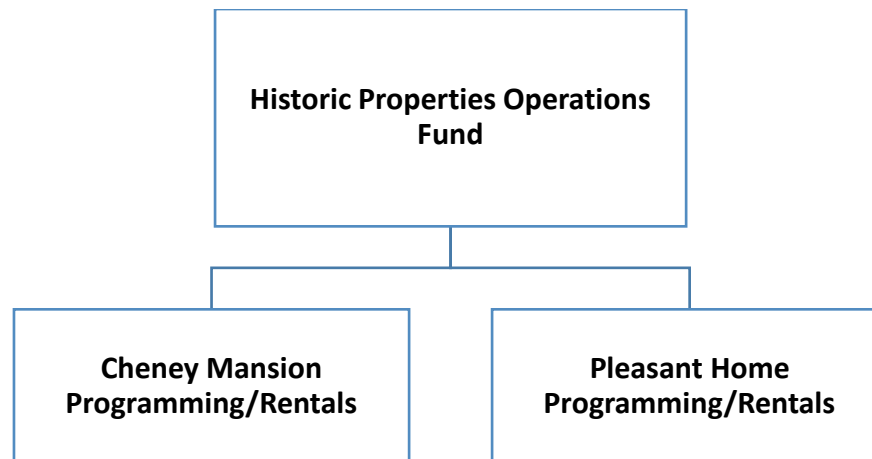 Historic Properties Operations
Fund
Cheney Mansion
Programming/Rentals
Pleasant Home
Programming/Rentals